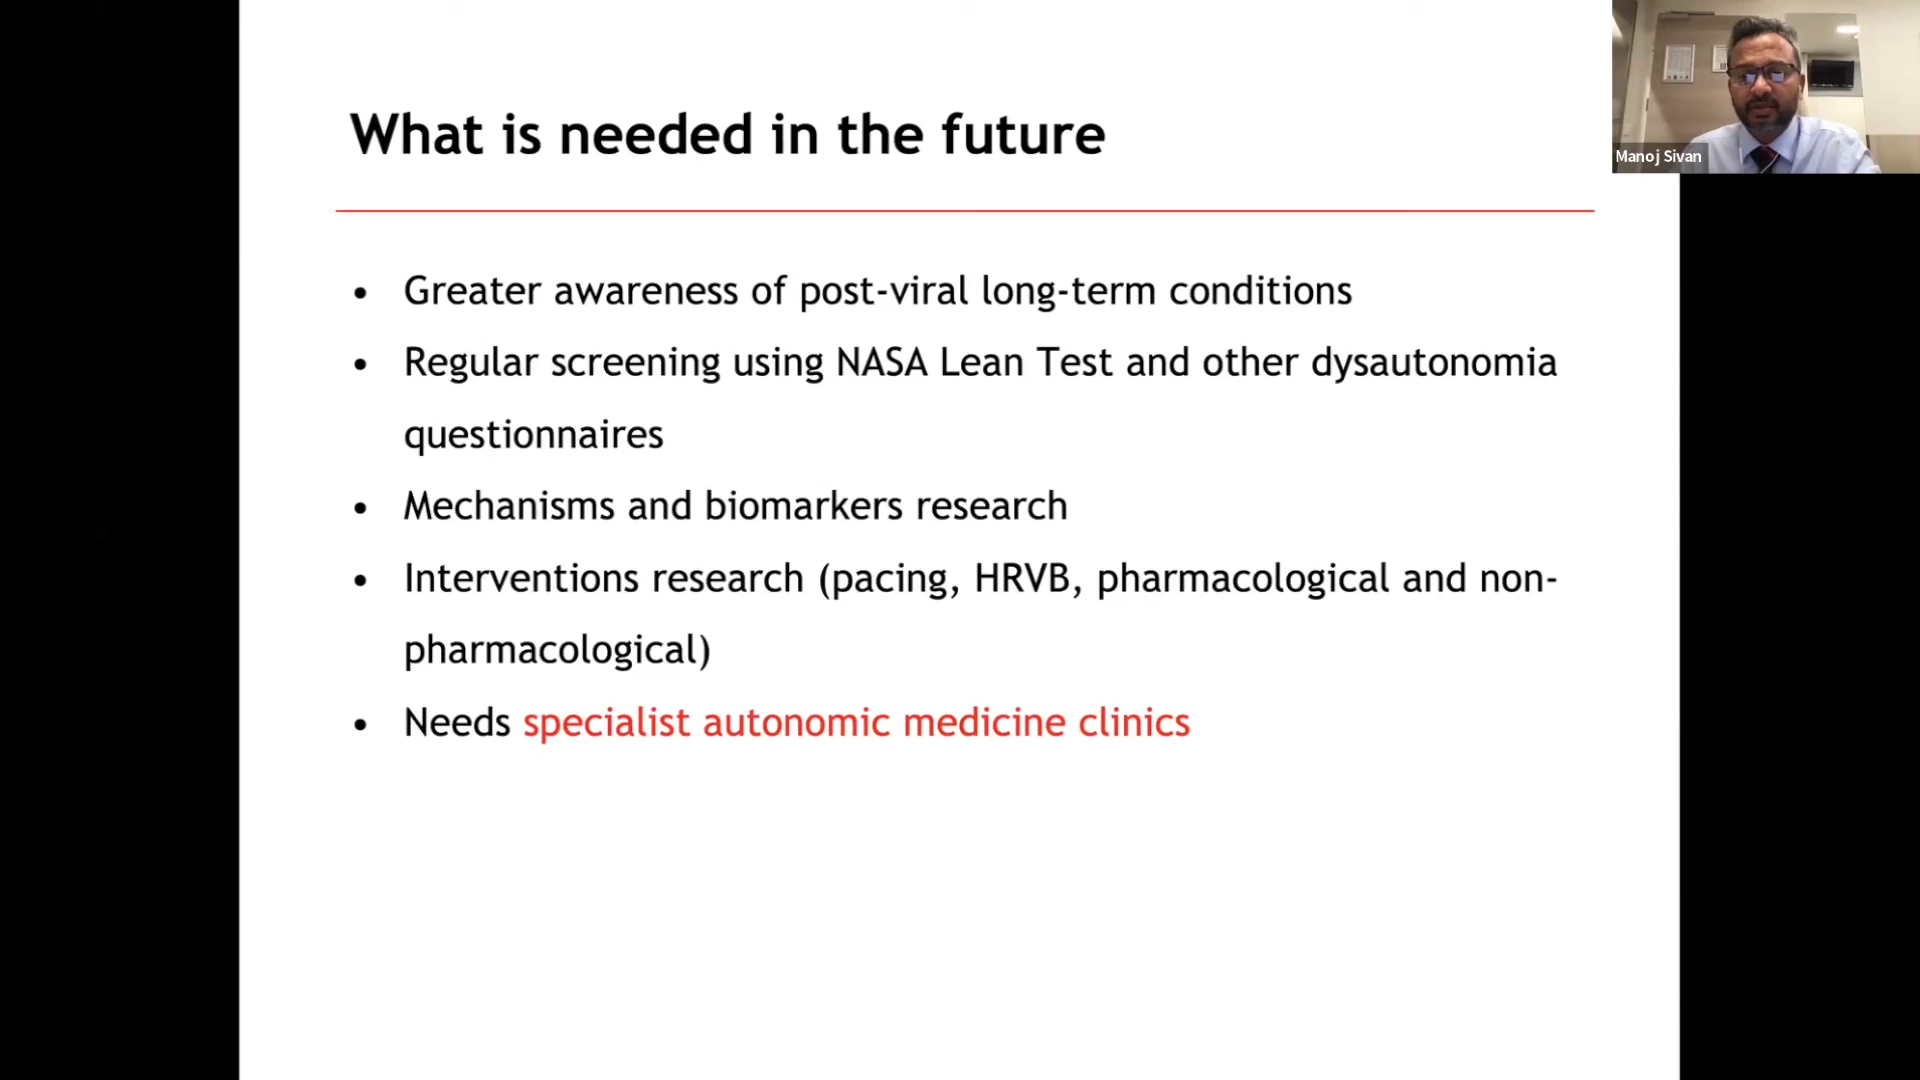 What is needed in the future
Manoj Sivan
• Greater awareness of post-viral long-term conditions
• Regular screening using NASA Lean Test and other dysautonomia
questionnaires
• Mechanisms and biomarkers research
• Interventions research (pacing, HRVB, pharmacological and non-
pharmacological)
• Needs specialist autonomic medicine clinics